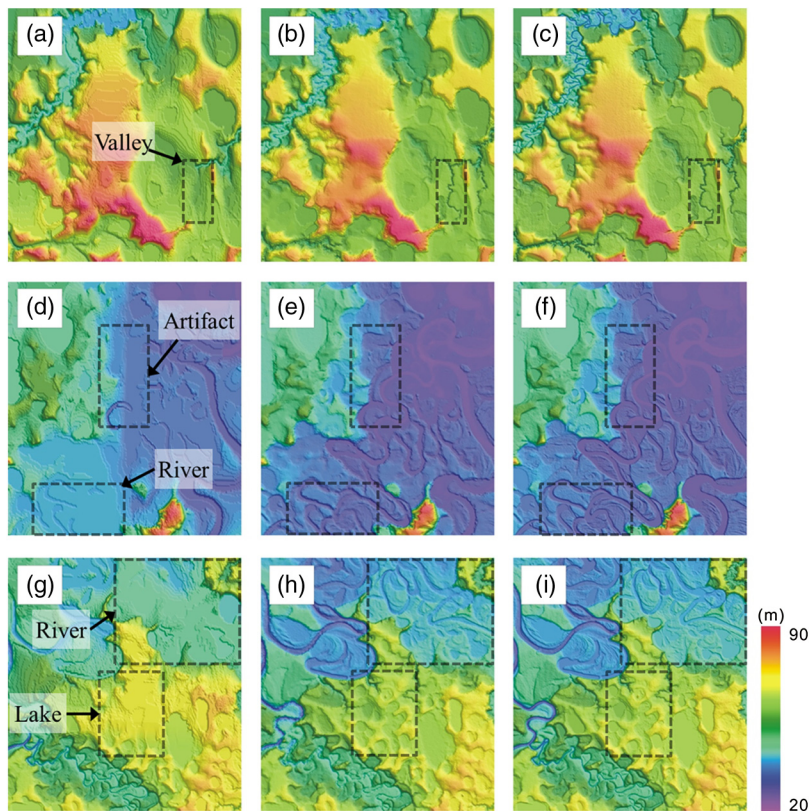 (a)
(b)
(c)
Valley
(d)
(e)
(f)
Artifact
River
(g)
(h)
(i)
River
Lake
(m)
90
20